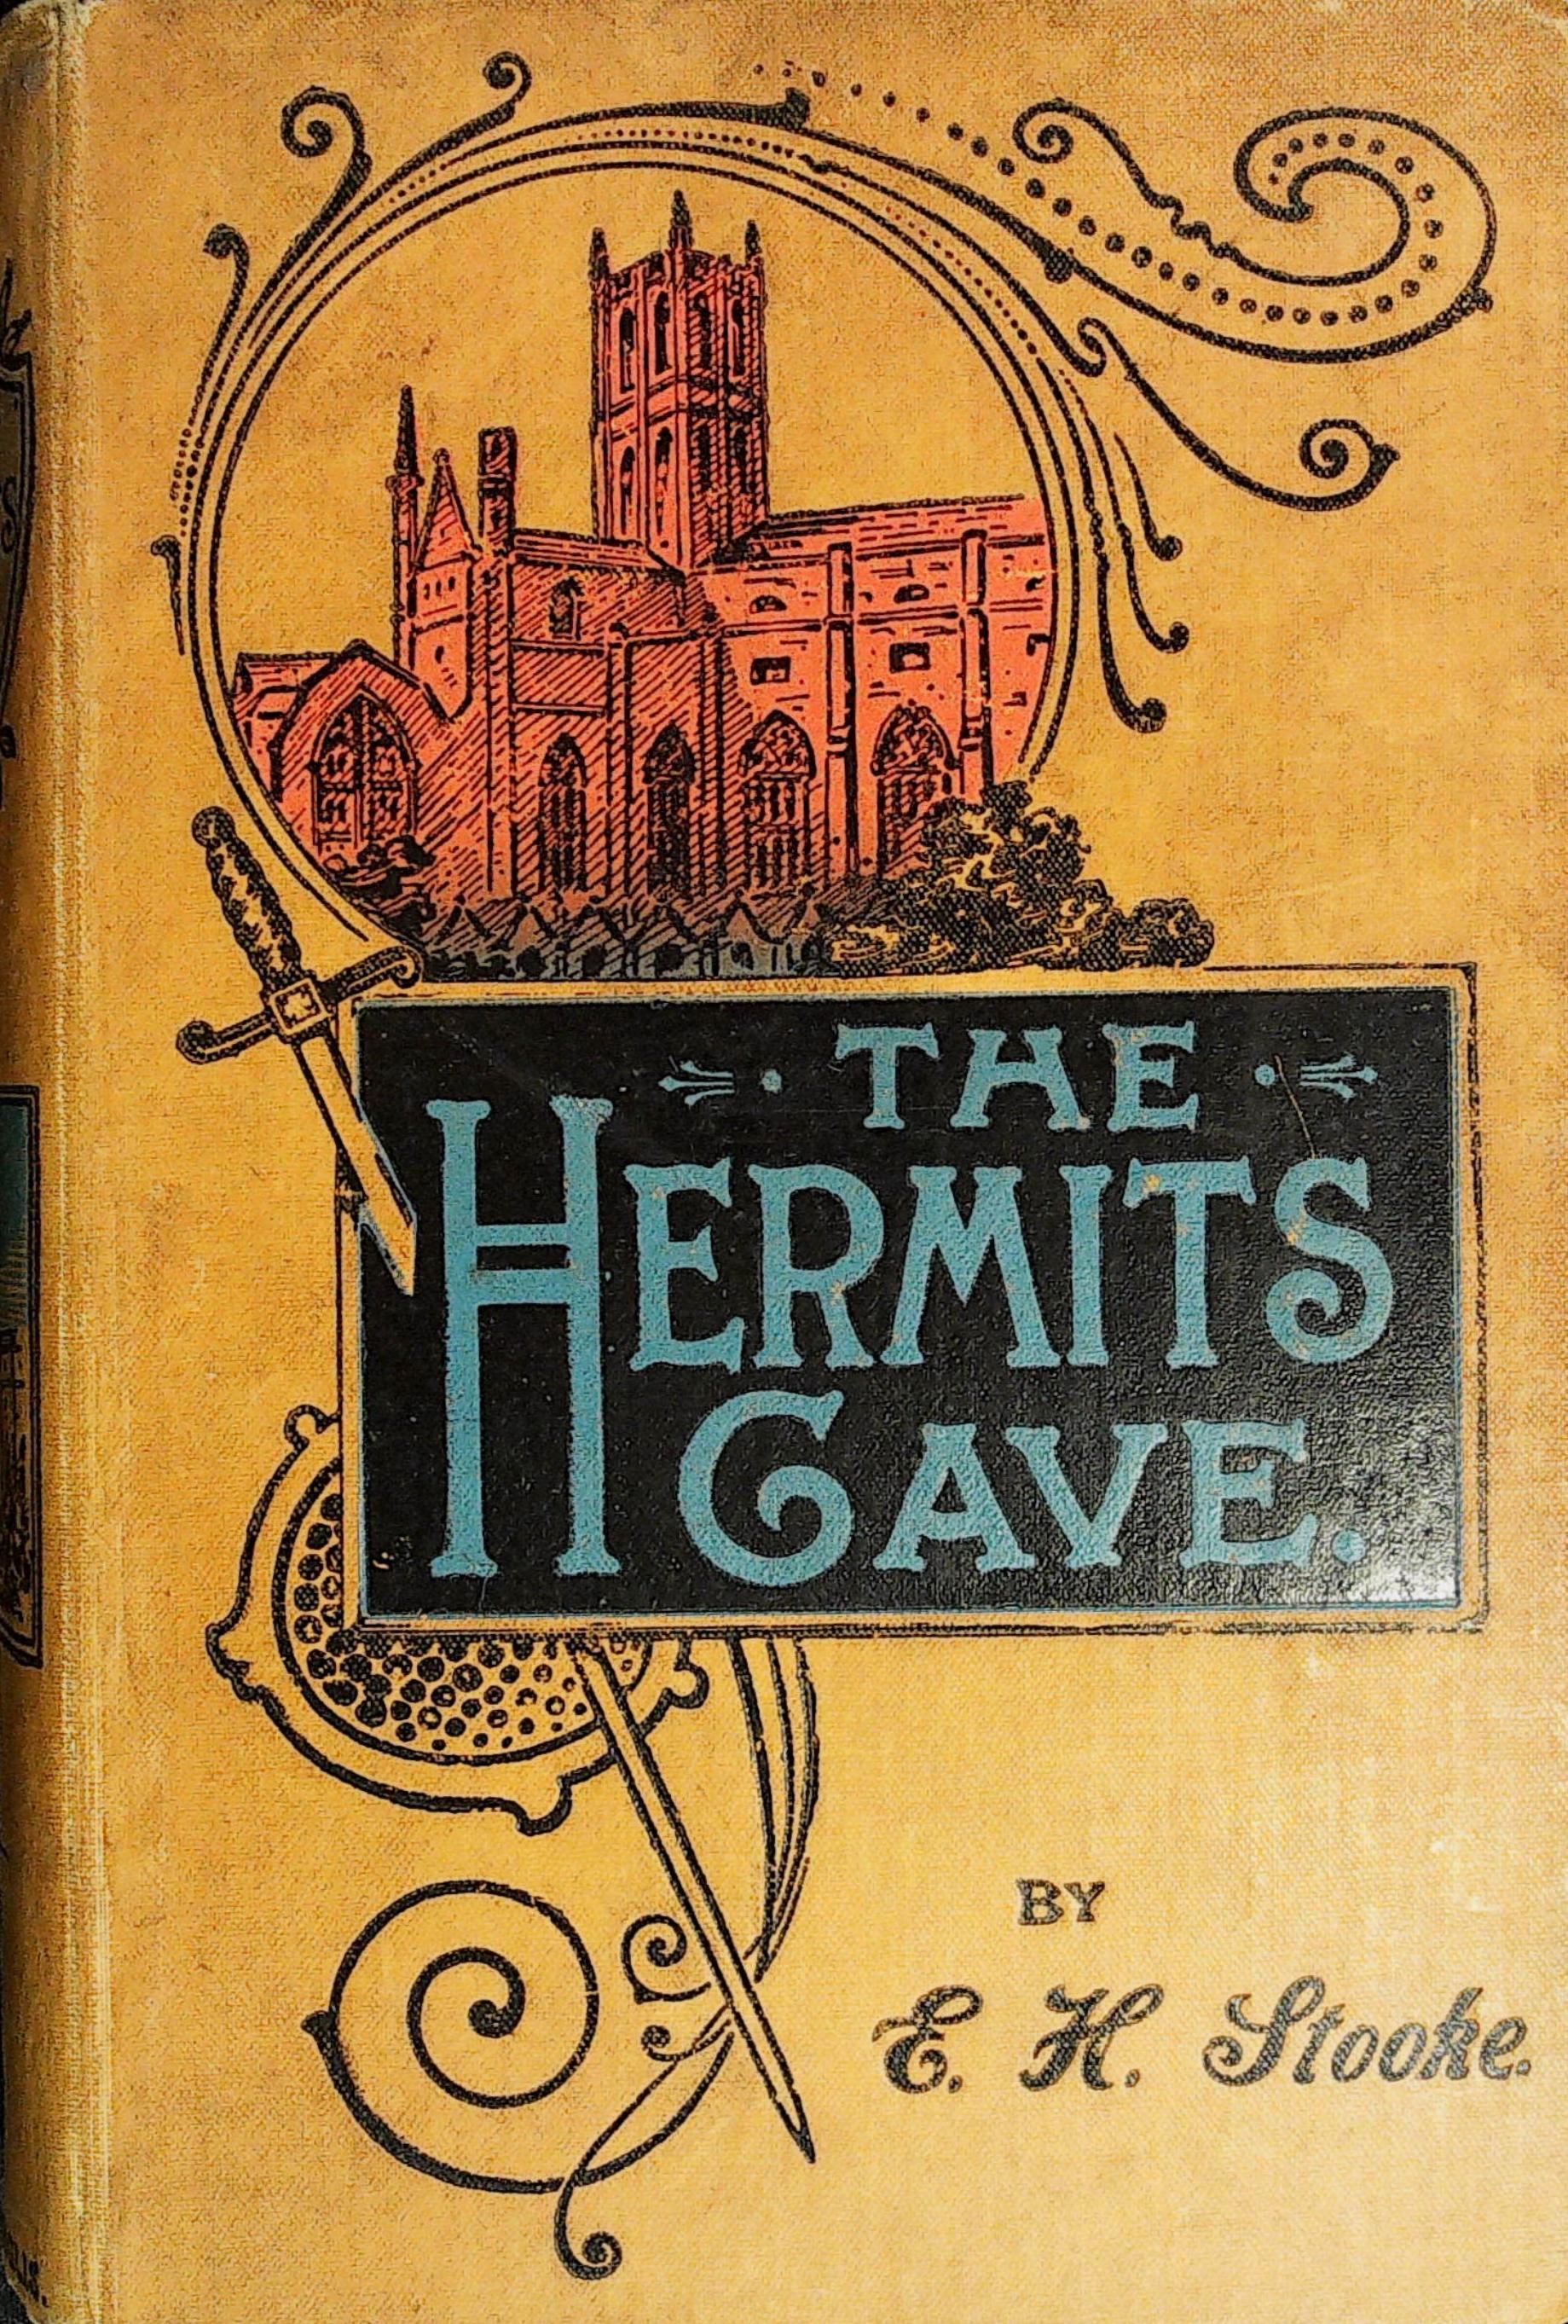 THE
HERMITS
CAVE.
BY
E. H. Stooke.